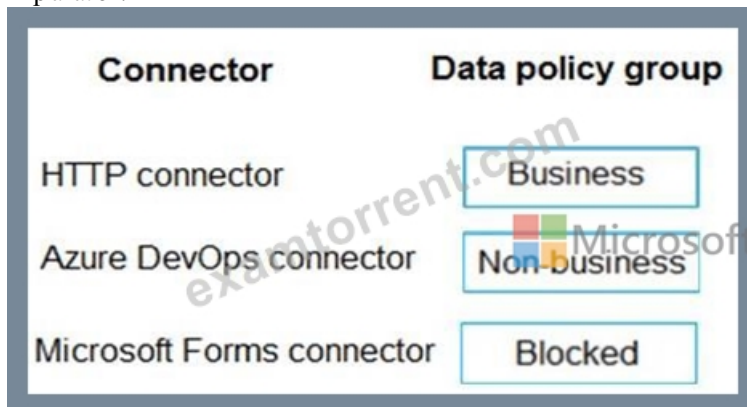 Connector Data policy group
HTTP connector Business
Azure DevOps connector Non-business
Microsoft Forms connector Blocked
examtorrent.com
Microsoft